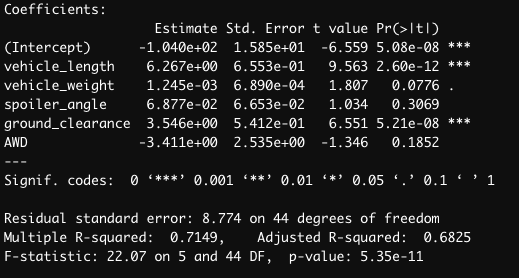 Coefficients:
                   Estimate Std. Error t value Pr(>|t|)
(Intercept)      -1.040e+02  1.585e+01  -6.559 5.08e-08 ***
vehicle_length    6.267e+00  6.553e-01   9.563 2.60e-12 ***
vehicle_weight    1.245e-03  6.890e-04   1.807   0.0776 .
spoiler_angle     6.877e-02  6.653e-02   1.034   0.3069
ground_clearance  3.546e+00  5.412e-01   6.551 5.21e-08 ***
AWD              -3.411e+00  2.535e+00  -1.346   0.1852
---
Signif. codes:  0 ‘***’ 0.001 ‘**’ 0.01 ‘*’ 0.05 ‘.’ 0.1 ‘ ’ 1
Residual standard error: 8.774 on 44 degrees of freedom
Multiple R-squared:  0.7149,	Adjusted R-squared:  0.6825
F-statistic: 22.07 on 5 and 44 DF,  p-value: 5.35e-11